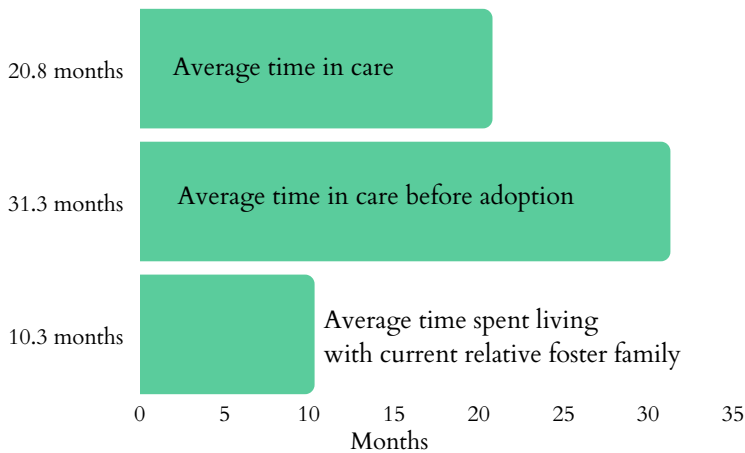 20.8 months
Average time in care
31.3 months
Average time in care before adoption
10.3 months
Average time spent living
with current relative foster family
0 5 10 15 20 25 30 35
Months